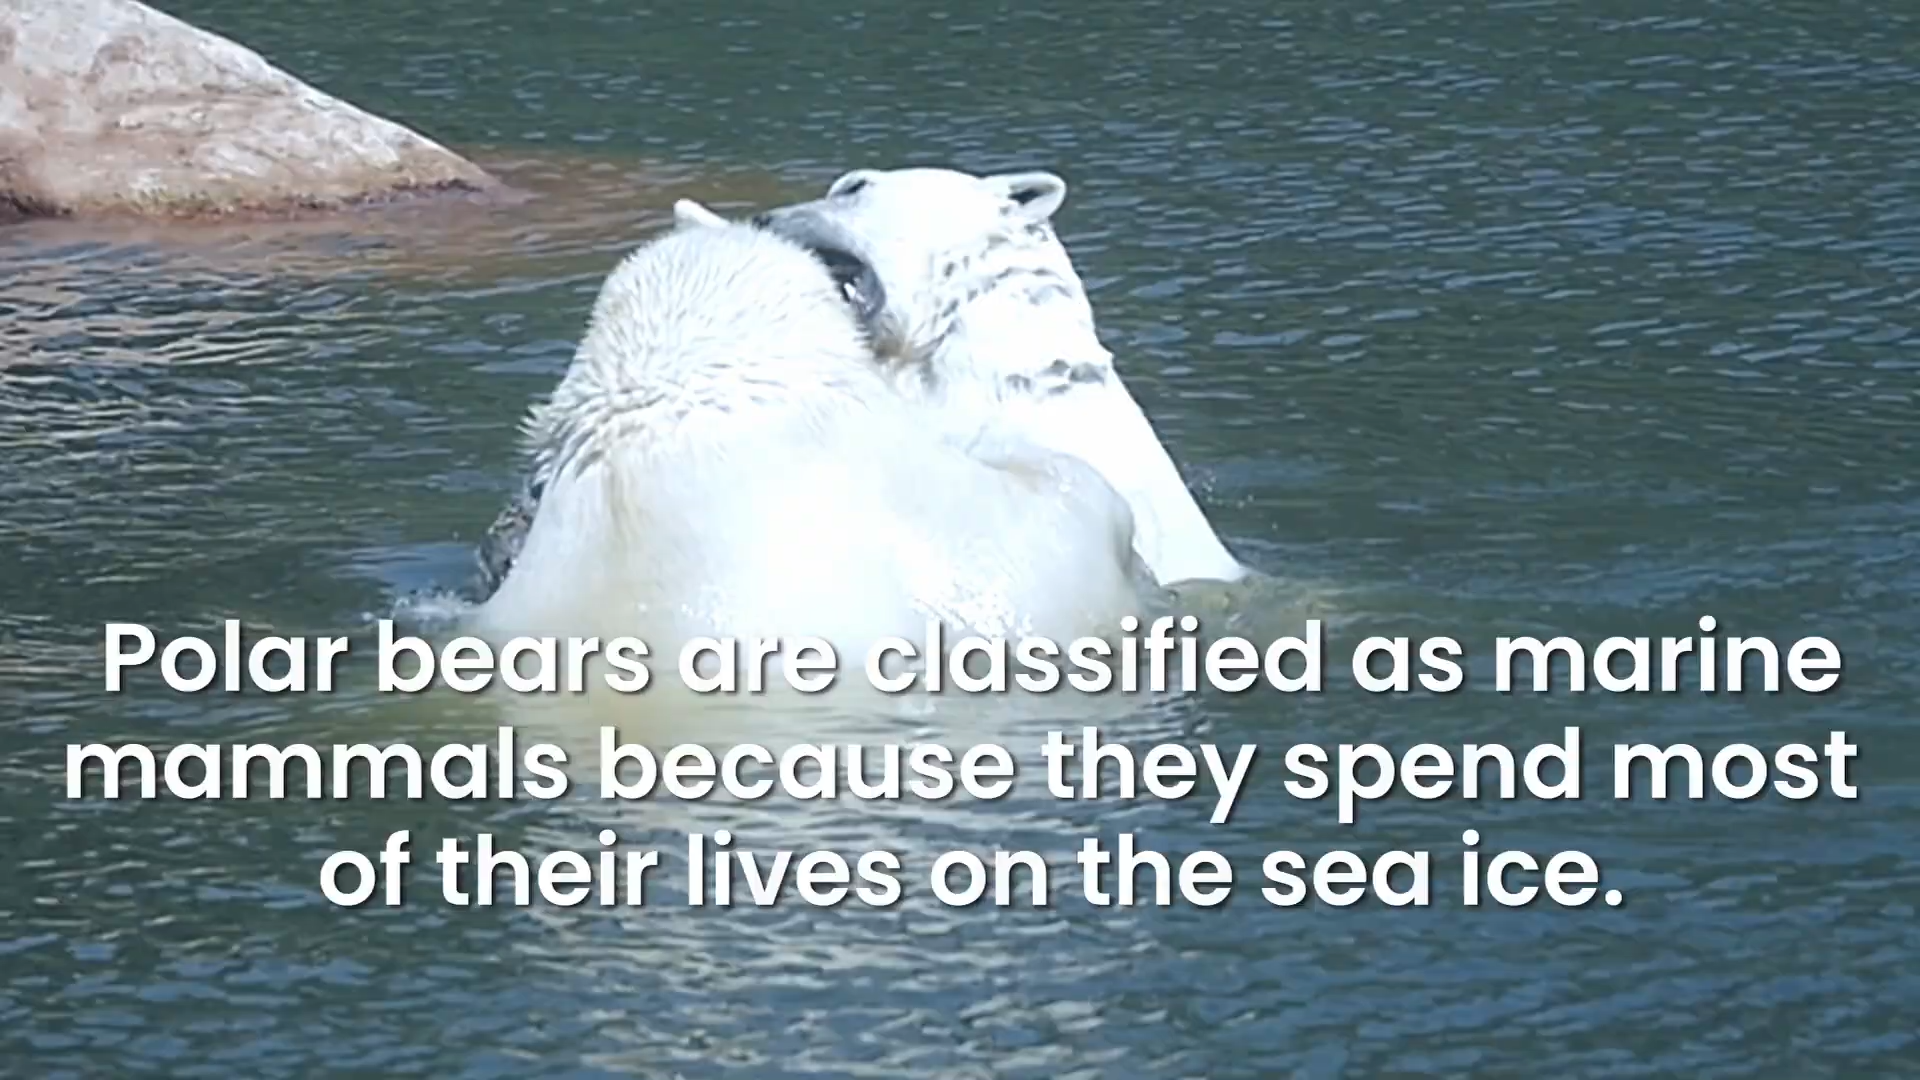 Polar bears are classified as marine
mammals because they spend most
of their lives on the sea ice.